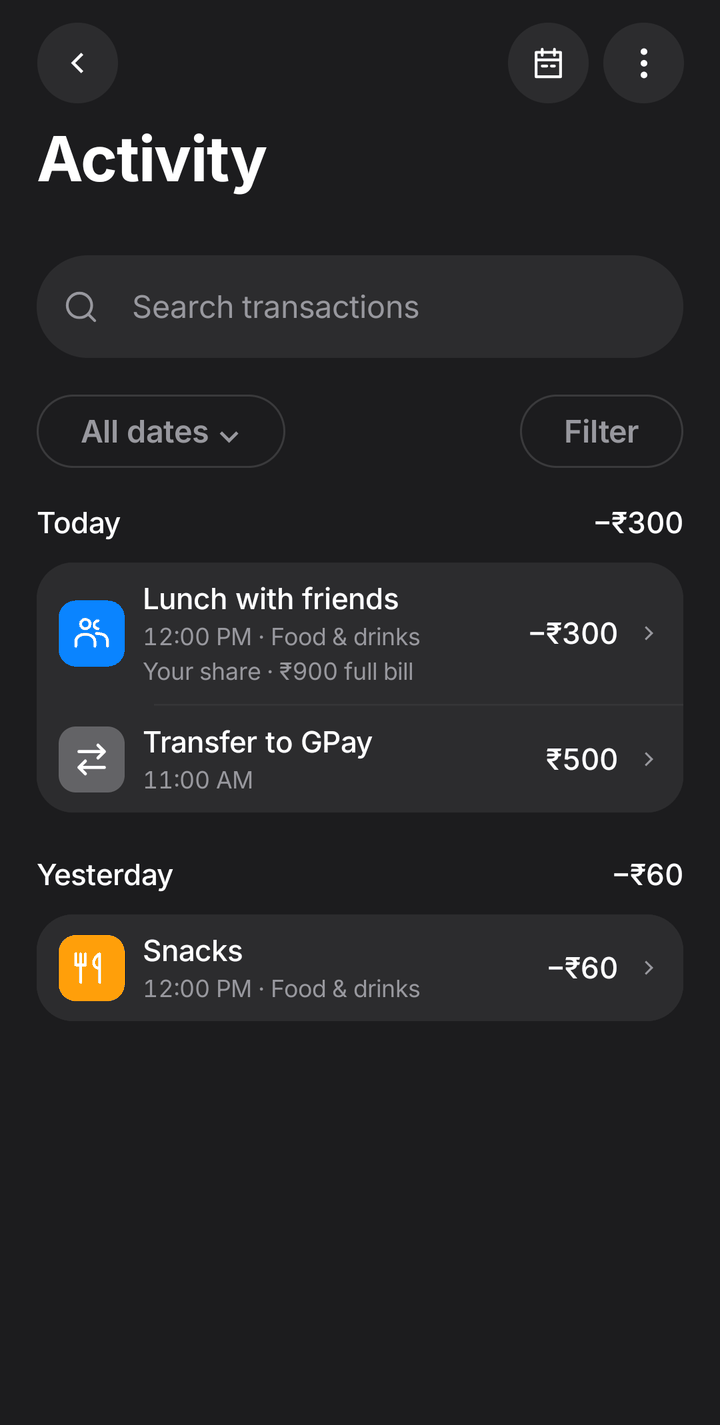 Activity
Search transactions
All dates
Filter
Today −₹300
Lunch with friends
12:00 PM · Food & drinks
Your share · ₹900 full bill
−₹300
Transfer to GPay
11:00 AM
₹500
Yesterday −₹60
Snacks
12:00 PM · Food & drinks
−₹60